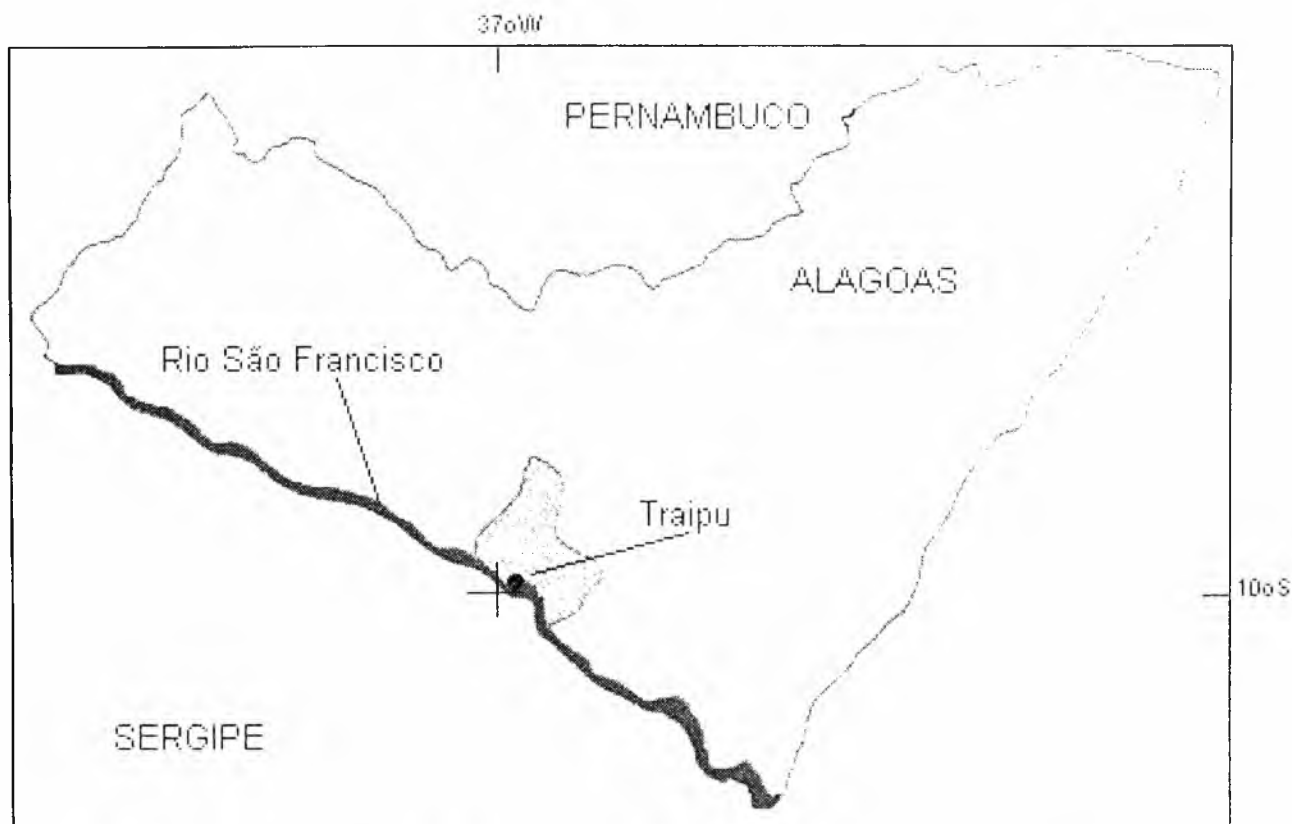 37oW
PERNAMBUCO
ALAGOAS
Rio São Francisco
Traipu
10oS
SERGIPE